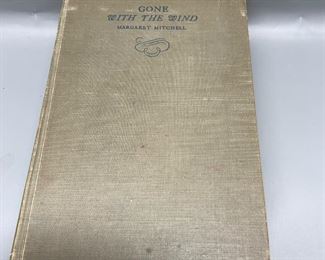 GONE
WITH THE WIND
MARGARET MITCHELL